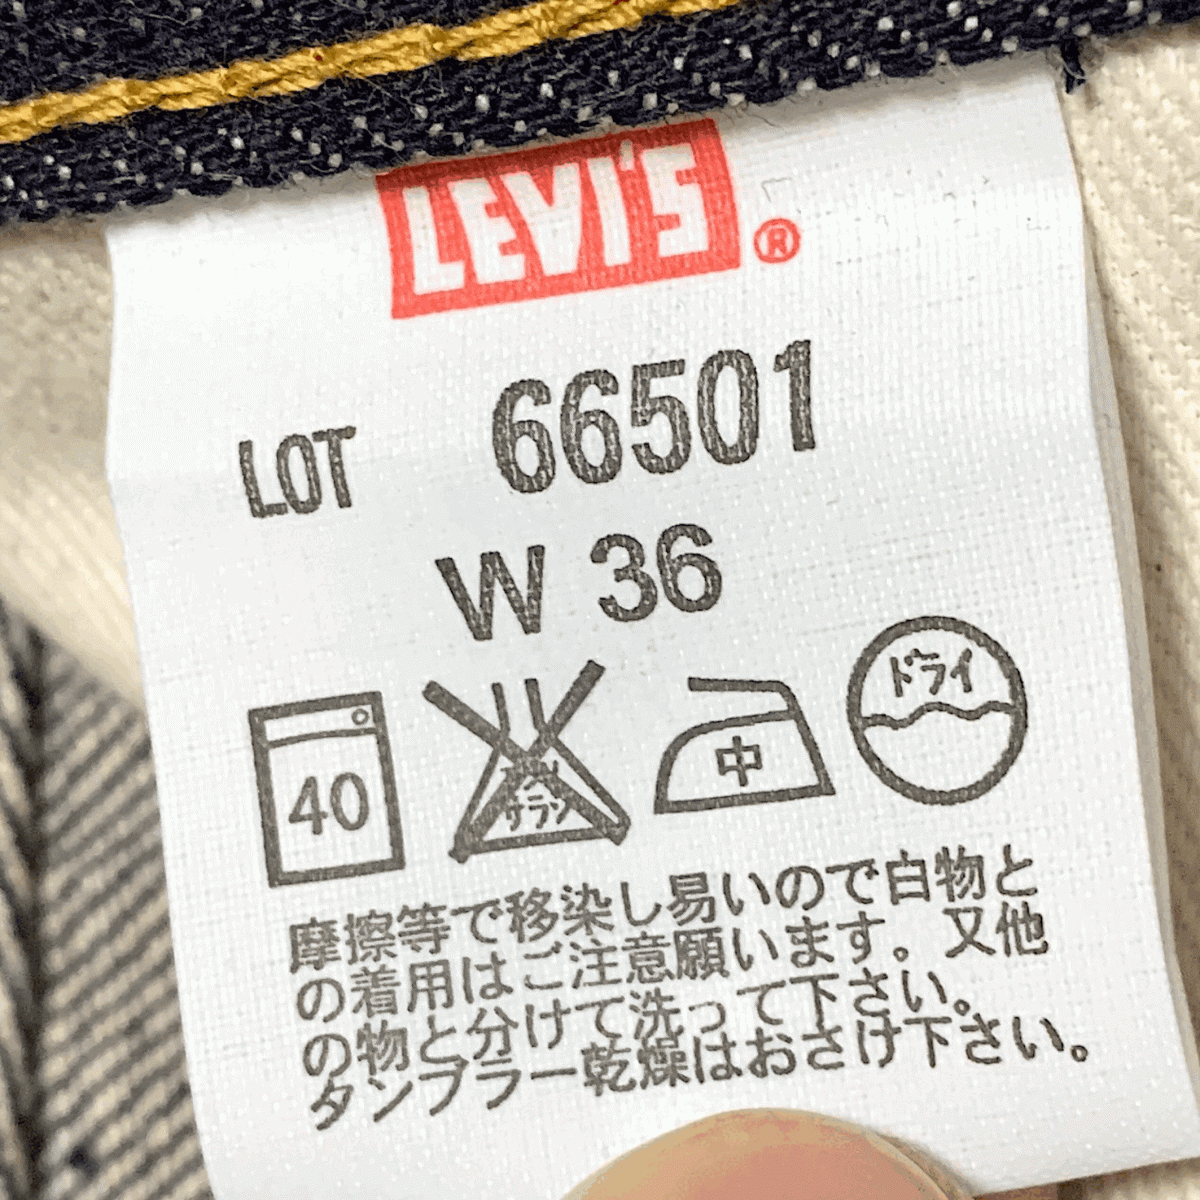 LEVI'S®
LOT 66501
W 36
40 サラシ 中 ドライ
摩擦等で移染し易いので白物と
の着用はご注意願います。又他
の物と分けて洗って下さい。
タンブラー乾燥はおさけ下さい。